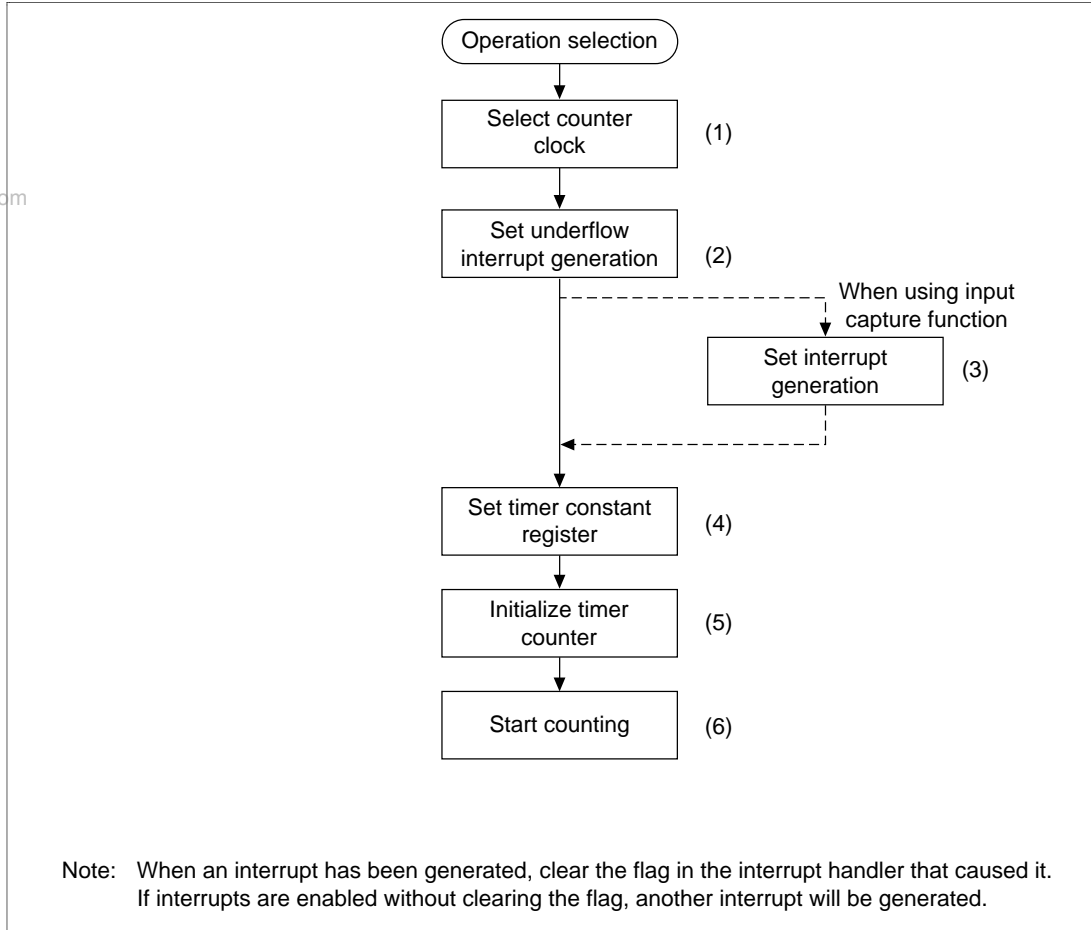 Operation selection
Select counter
clock
(1)
om
Set underflow
interrupt generation
(2)
When using input
capture function
Set interrupt
generation
(3)
Set timer constant
register
(4)
Initialize timer
counter
(5)
Start counting
(6)
Note: When an interrupt has been generated, clear the flag in the interrupt handler that caused it.
If interrupts are enabled without clearing the flag, another interrupt will be generated.